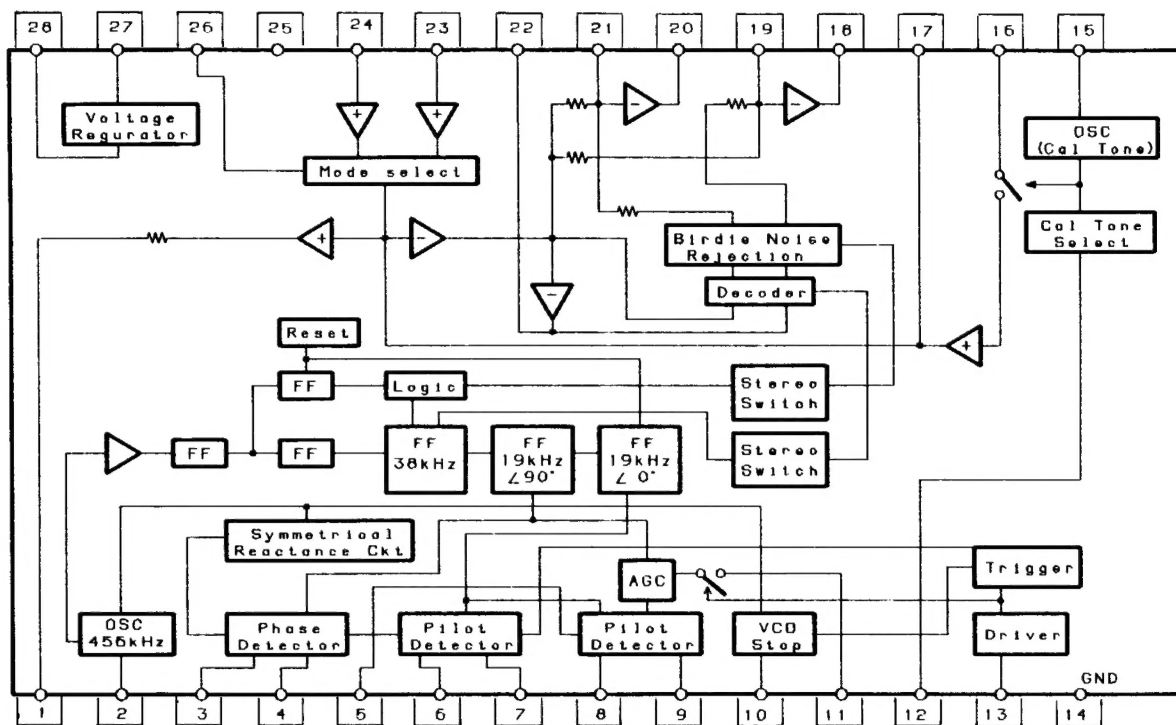 28 27 26 25 24 23 22 21 20 19 18 17 16 15
Voltage
Regurator
+
+
-
-
OSC
(Cal Tone)
Mode select
Cal Tone
Select
+
-
Birdie Noise
Rejection
-
Decoder
Reset
+
FF
Logic
Stereo
Switch
FF
FF
FF
38kHz
FF
19kHz
∠90°
FF
19kHz
∠ 0°
Stereo
Switch
Symmetrical
Reactance Ckt
AGC
Trigger
OSC
456kHz
Phase
Detector
Pilot
Detector
Pilot
Detector
VCO
Stop
Driver
GND
1 2 3 4 5 6 7 8 9 10 11 12 13 14